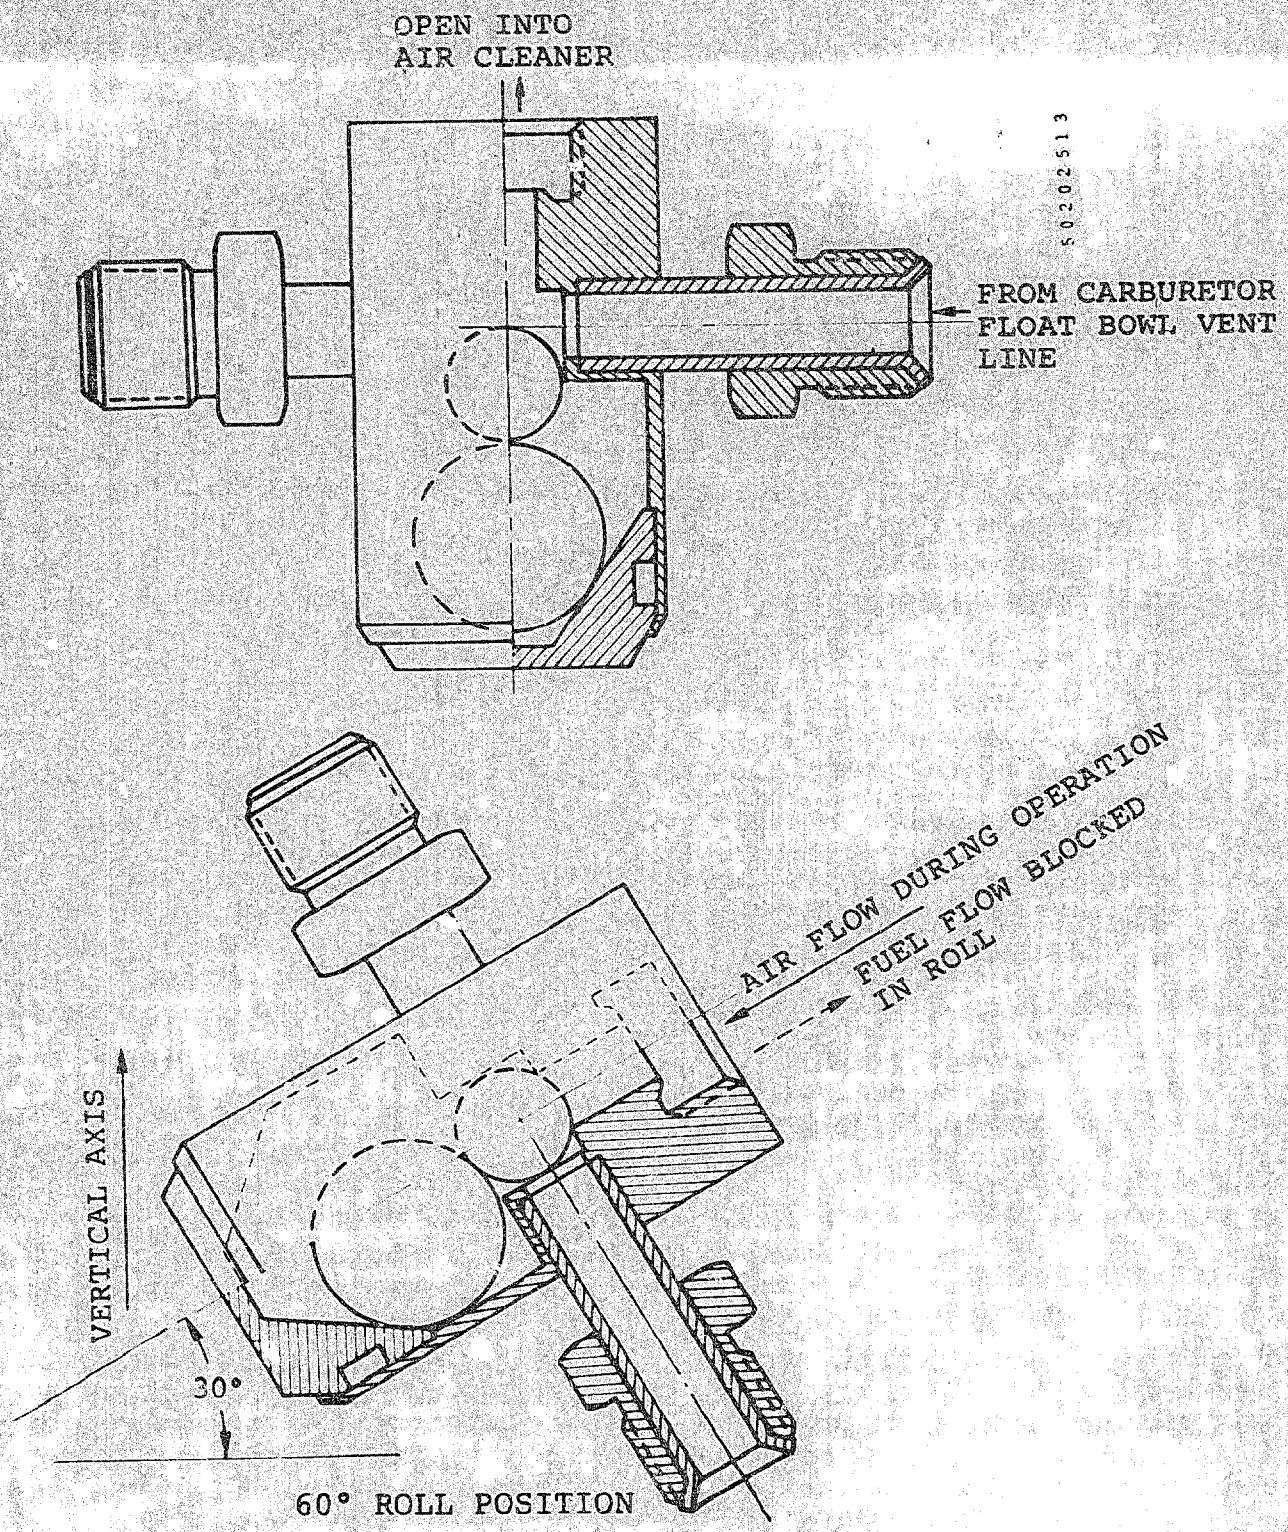 OPEN INTO
AIR CLEANER
50202513
FROM CARBURETOR
FLOAT BOWL VENT
LINE
AIR FLOW DURING OPERATION
FUEL FLOW BLOCKED
IN ROLL
VERTICAL AXIS
30°
60° ROLL POSITION